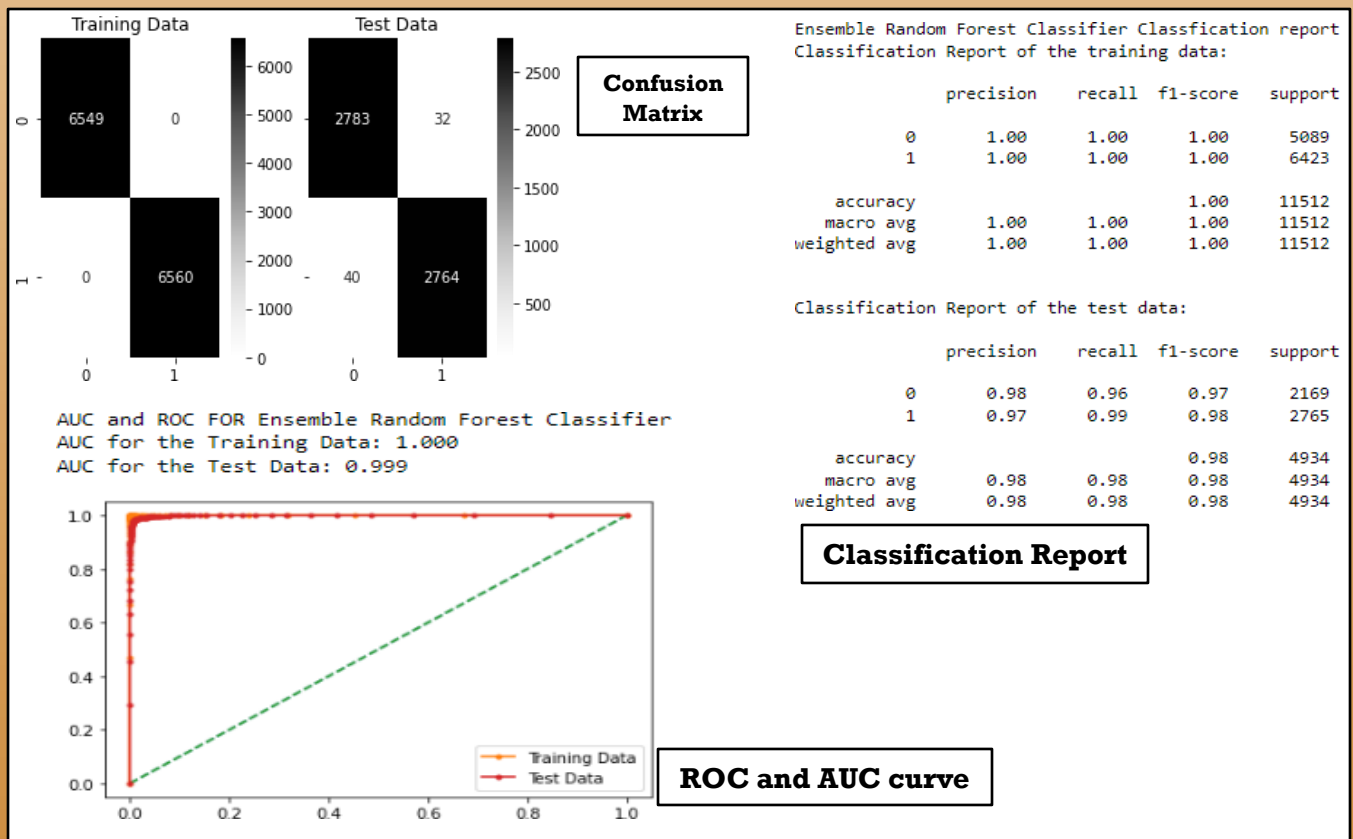 Training Data
Test Data
0
6549
0
1
0
6560
0
1
6000
5000
4000
3000
2000
1000
0
2783
32
40
2764
0
1
2500
2000
1500
1000
500
Confusion
Matrix
AUC and ROC FOR Ensemble Random Forest Classifier
AUC for the Training Data: 1.000
AUC for the Test Data: 0.999
1.0
0.8
0.6
0.4
0.2
0.0
0.0 0.2 0.4 0.6 0.8 1.0
Training Data
Test Data
ROC and AUC curve
Ensemble Random Forest Classifier Classfication report
Classification Report of the training data:
precision recall f1-score support
0 1.00 1.00 1.00 5089
1 1.00 1.00 1.00 6423
accuracy 1.00 11512
macro avg 1.00 1.00 1.00 11512
weighted avg 1.00 1.00 1.00 11512
Classification Report of the test data:
precision recall f1-score support
0 0.98 0.96 0.97 2169
1 0.97 0.99 0.98 2765
accuracy 0.98 4934
macro avg 0.98 0.98 0.98 4934
weighted avg 0.98 0.98 0.98 4934
Classification Report